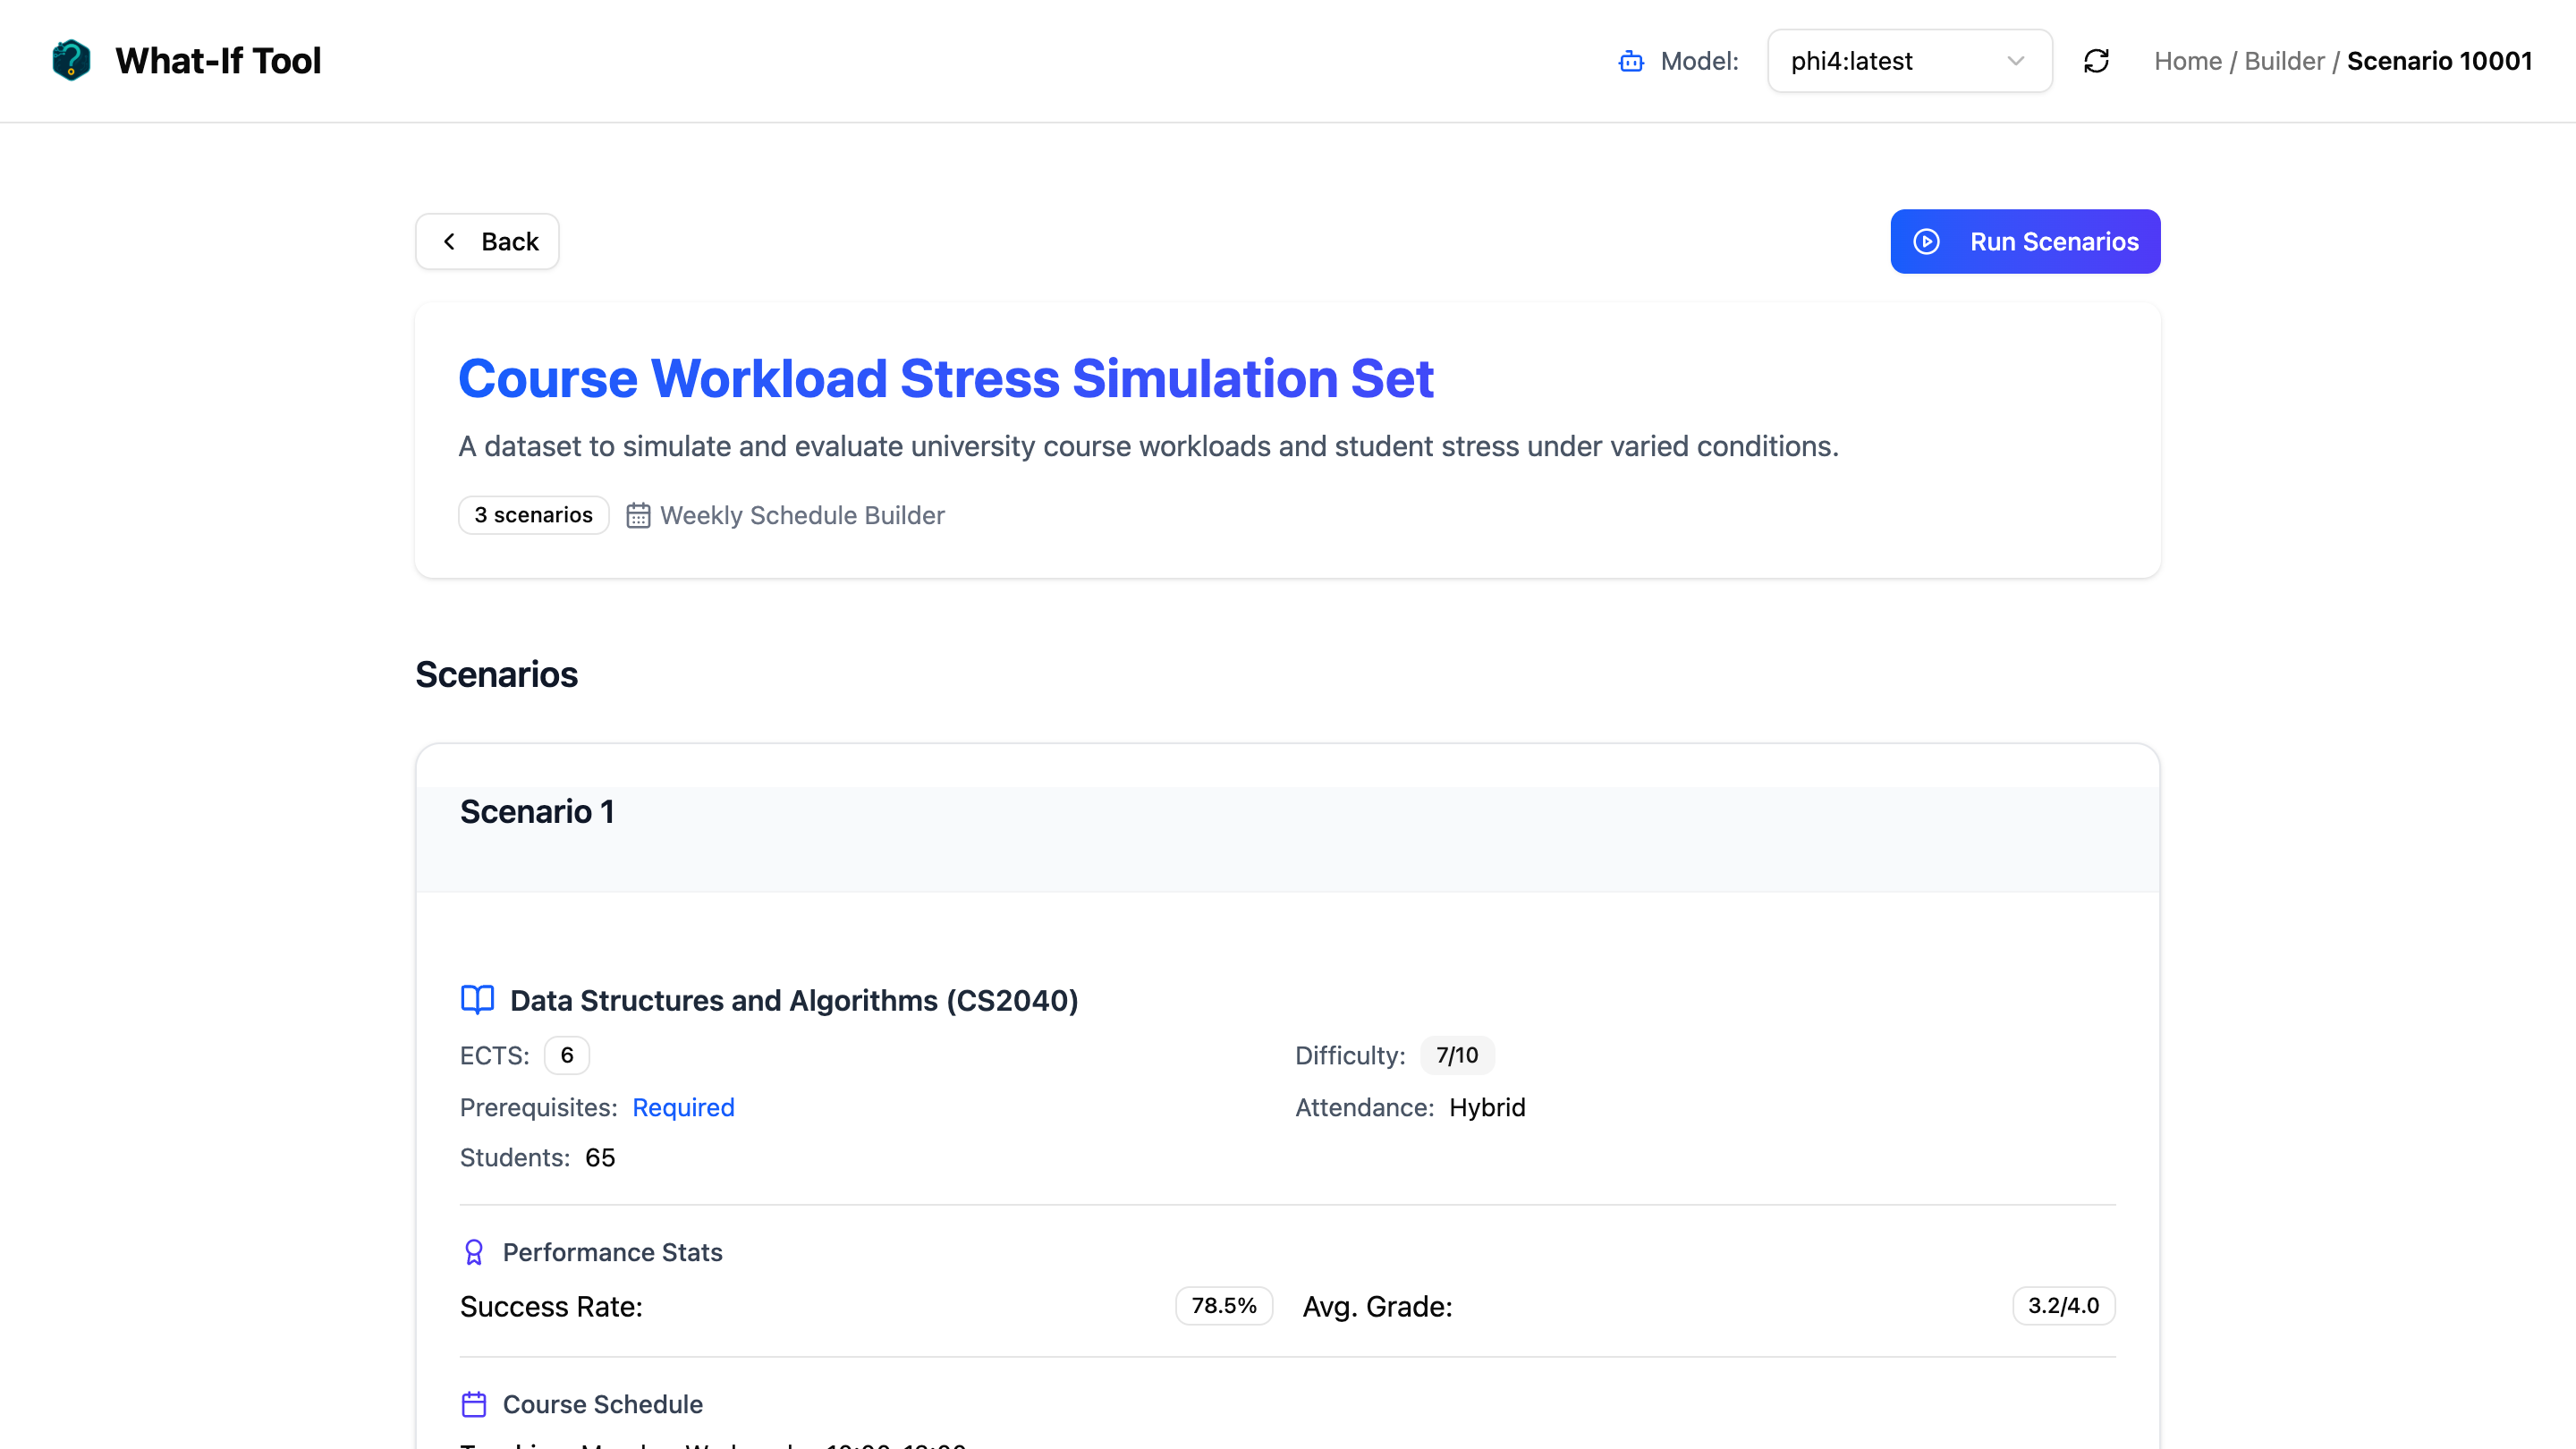 What-If Tool
Model: phi4:latest Home / Builder / Scenario 10001
Back
Run Scenarios
Course Workload Stress Simulation Set
A dataset to simulate and evaluate university course workloads and student stress under varied conditions.
3 scenarios Weekly Schedule Builder
Scenarios
Scenario 1
Data Structures and Algorithms (CS2040)
ECTS: 6 Difficulty: 7/10
Prerequisites: Required Attendance: Hybrid
Students: 65
Performance Stats
Success Rate: 78.5% Avg. Grade: 3.2/4.0
Course Schedule